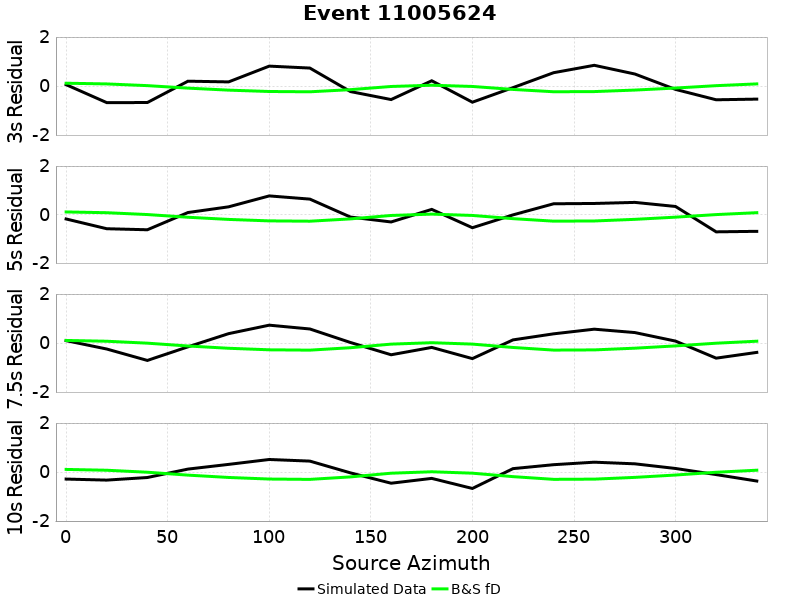 Event 11005624
3s Residual
2
0
-2
5s Residual
2
0
-2
7.5s Residual
2
0
-2
10s Residual
2
0
-2
0 50 100 150 200 250 300
Source Azimuth
Simulated Data B&S fD